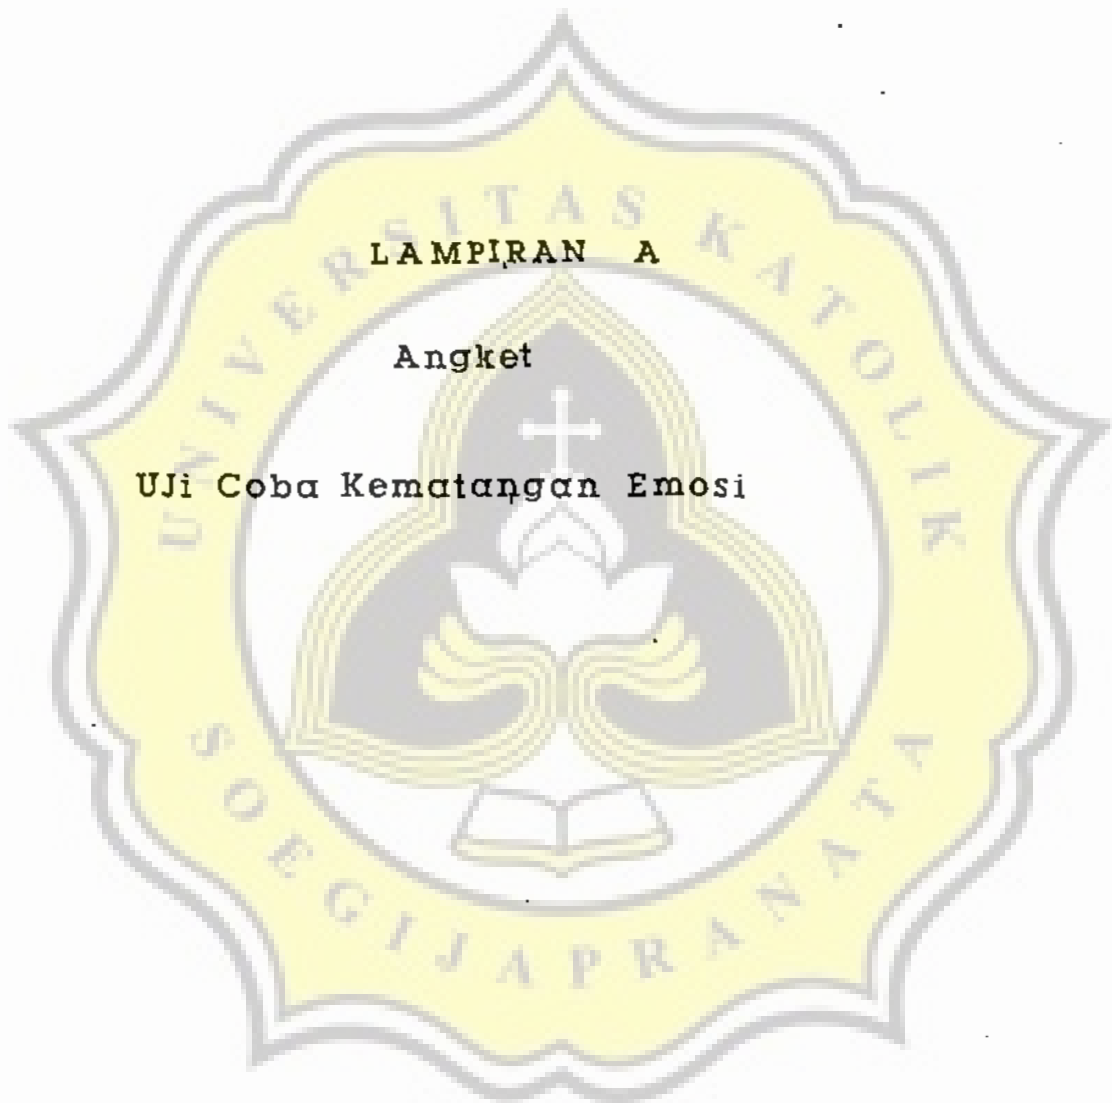 LAMPIRAN A
Angket
UJi Coba Kematangan Emosi
UNIVERSITAS KATOLIK
SOEGIJAPRANATA